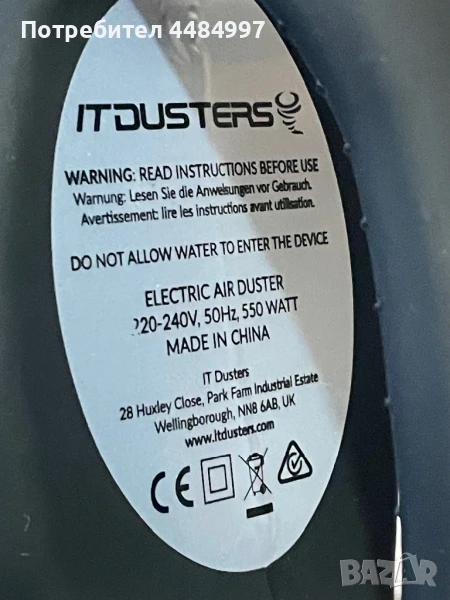 Потребител 4484997
ITDUSTERS
WARNING: READ INSTRUCTIONS BEFORE USE
Warnung: Lesen Sie die Anweisungen vor Gebrauch.
Avertissement: lire les instructions avant utilisation.
DO NOT ALLOW WATER TO ENTER THE DEVICE
ELECTRIC AIR DUSTER
220-240V, 50Hz, 550 WATT
MADE IN CHINA
IT Dusters
28 Huxley Close, Park Farm Industrial Estate
Wellingborough, NN8 6AB, UK
www.Itdusters.com
CE
BAZAR